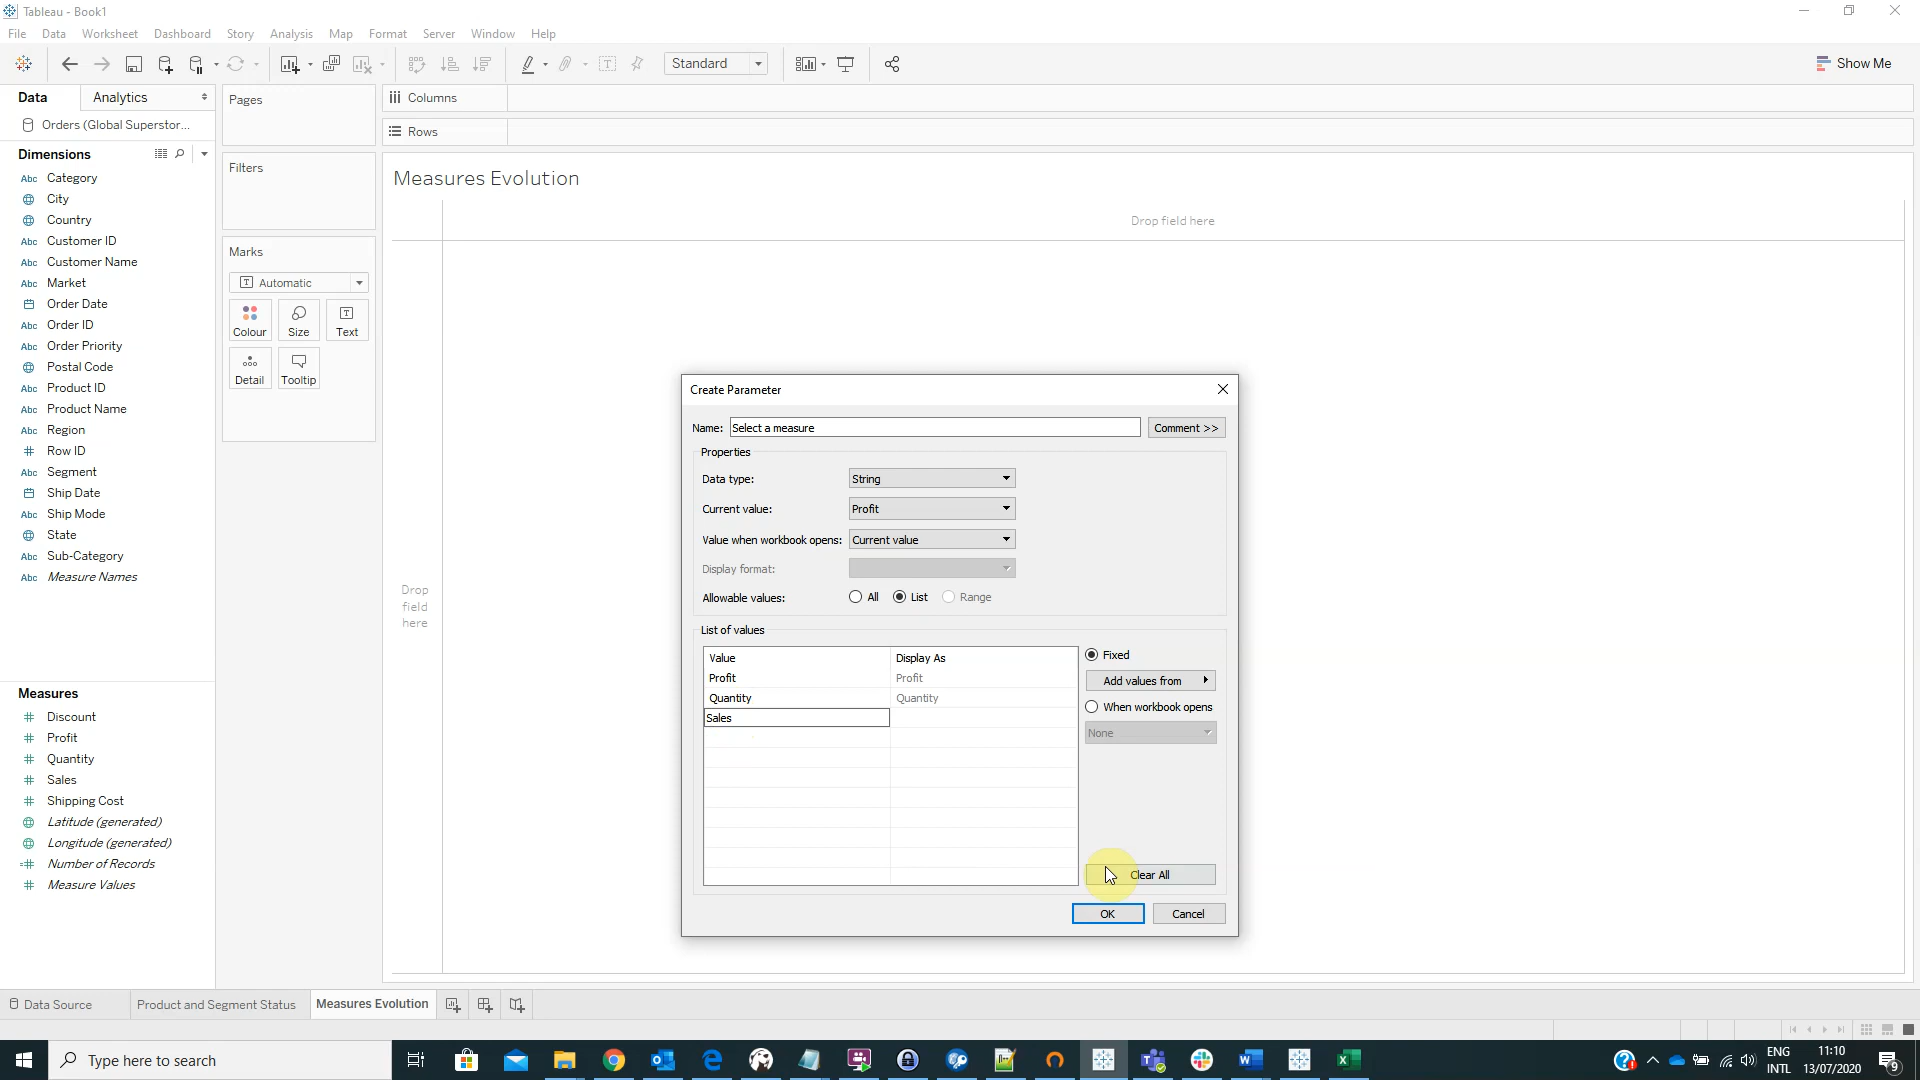 Tableau - Book1
File Data Worksheet Dashboard Story Analysis Map Format Server Window Help
Standard
Show Me
Data Analytics
Pages
Columns
Orders (Global Superstor...
Rows
Dimensions
Filters
Category
City
Country
Customer ID
Customer Name
Market
Order Date
Order ID
Order Priority
Postal Code
Product ID
Product Name
Region
Row ID
Segment
Ship Date
Ship Mode
State
Sub-Category
Measure Names
Measures
Discount
Profit
Quantity
Sales
Shipping Cost
Latitude (generated)
Longitude (generated)
Number of Records
Measure Values
Marks
Automatic
Colour Size Text
Detail Tooltip
Measures Evolution
Drop field here
Drop
field
here
Create Parameter
Name: Select a measure Comment >>
Properties
Data type: String
Current value: Profit
Value when workbook opens: Current value
Display format:
Allowable values: All List Range
List of values
Value Display As
Profit Profit
Quantity Quantity
Sales
Fixed
Add values from
When workbook opens
None
Clear All
OK Cancel
Data Source Product and Segment Status Measures Evolution
Type here to search
ENG
INTL
11:10
13/07/2020
9